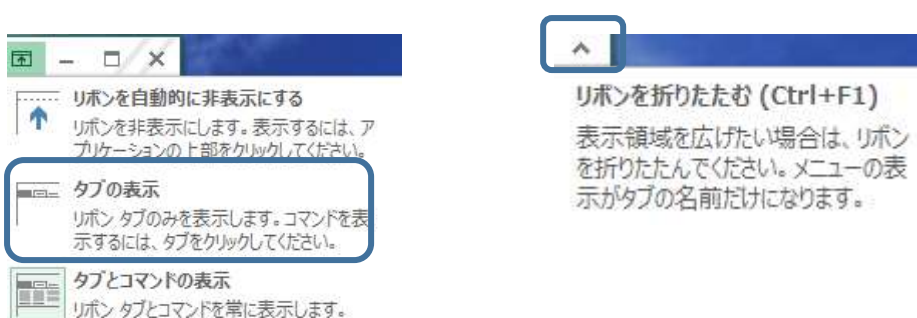 リボンを自動的に非表示にする
リボンを非表示にします。表示するには、ア
プリケーションの上部をクリックしてください。
タブの表示
リボン タブのみを表示します。コマンドを表
示するには、タブをクリックしてください。
タブとコマンドの表示
リボン タブとコマンドを常に表示します。
リボンを折りたたむ (Ctrl+F1)
表示領域を広げたい場合は、リボン
を折りたたんでください。メニューの表
示がタブの名前だけになります。